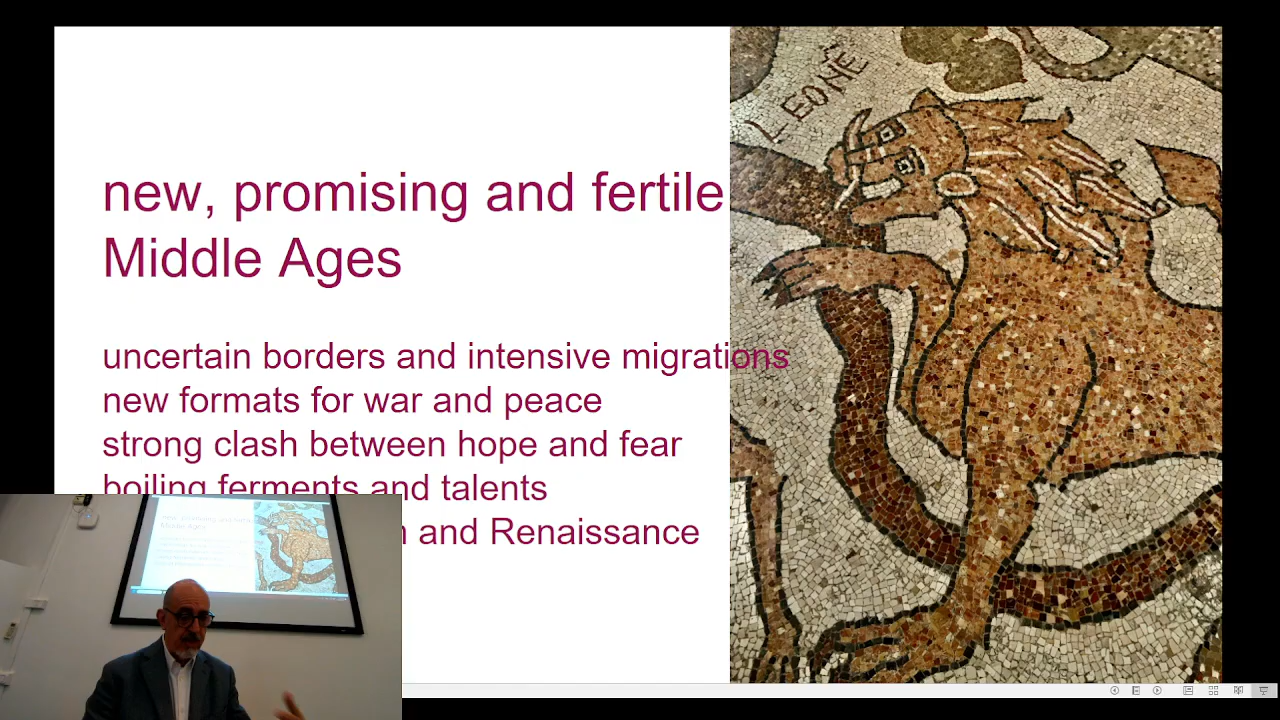 new, promising and fertile
Middle Ages
uncertain borders and intensive migrations
new formats for war and peace
strong clash between hope and fear
boiling ferments and talents
and Renaissance
LEONE